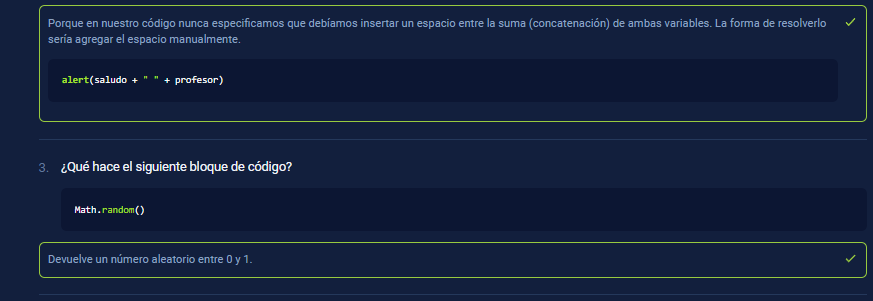 Porque en nuestro código nunca especificamos que debíamos insertar un espacio entre la suma (concatenación) de ambas variables. La forma de resolverlo
sería agregar el espacio manualmente.
alert(saludo + " " + profesor)
3. ¿Qué hace el siguiente bloque de código?
Math.random()
Devuelve un número aleatorio entre 0 y 1.